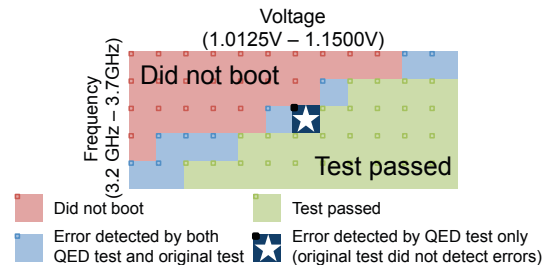 Voltage
(1.0125V – 1.1500V)
Frequency
(3.2 GHz – 3.7GHz)
Did not boot
Test passed
Did not boot
Test passed
Error detected by both
QED test and original test
Error detected by QED test only
(original test did not detect errors)